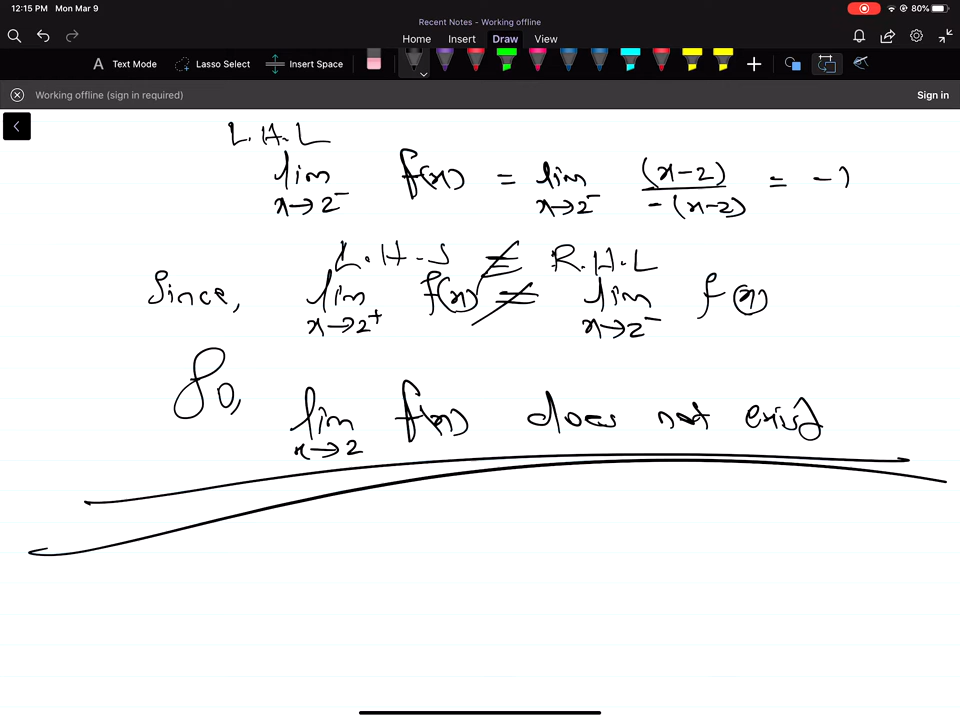 12:15 PM Mon Mar 9
80%
Recent Notes - Working offline
Home Insert Draw View
A Text Mode Lasso Select Insert Space
Working offline (sign in required) Sign in
L.H.L
lim x→2⁻ f(x) = lim x→2⁻ (x-2)/-(x-2) = -1
L.H.S ≠ R.H.L
Since, lim x→2⁺ f(x) ≠ lim x→2⁻ f(x)
So, lim x→2 f(x) does not exist